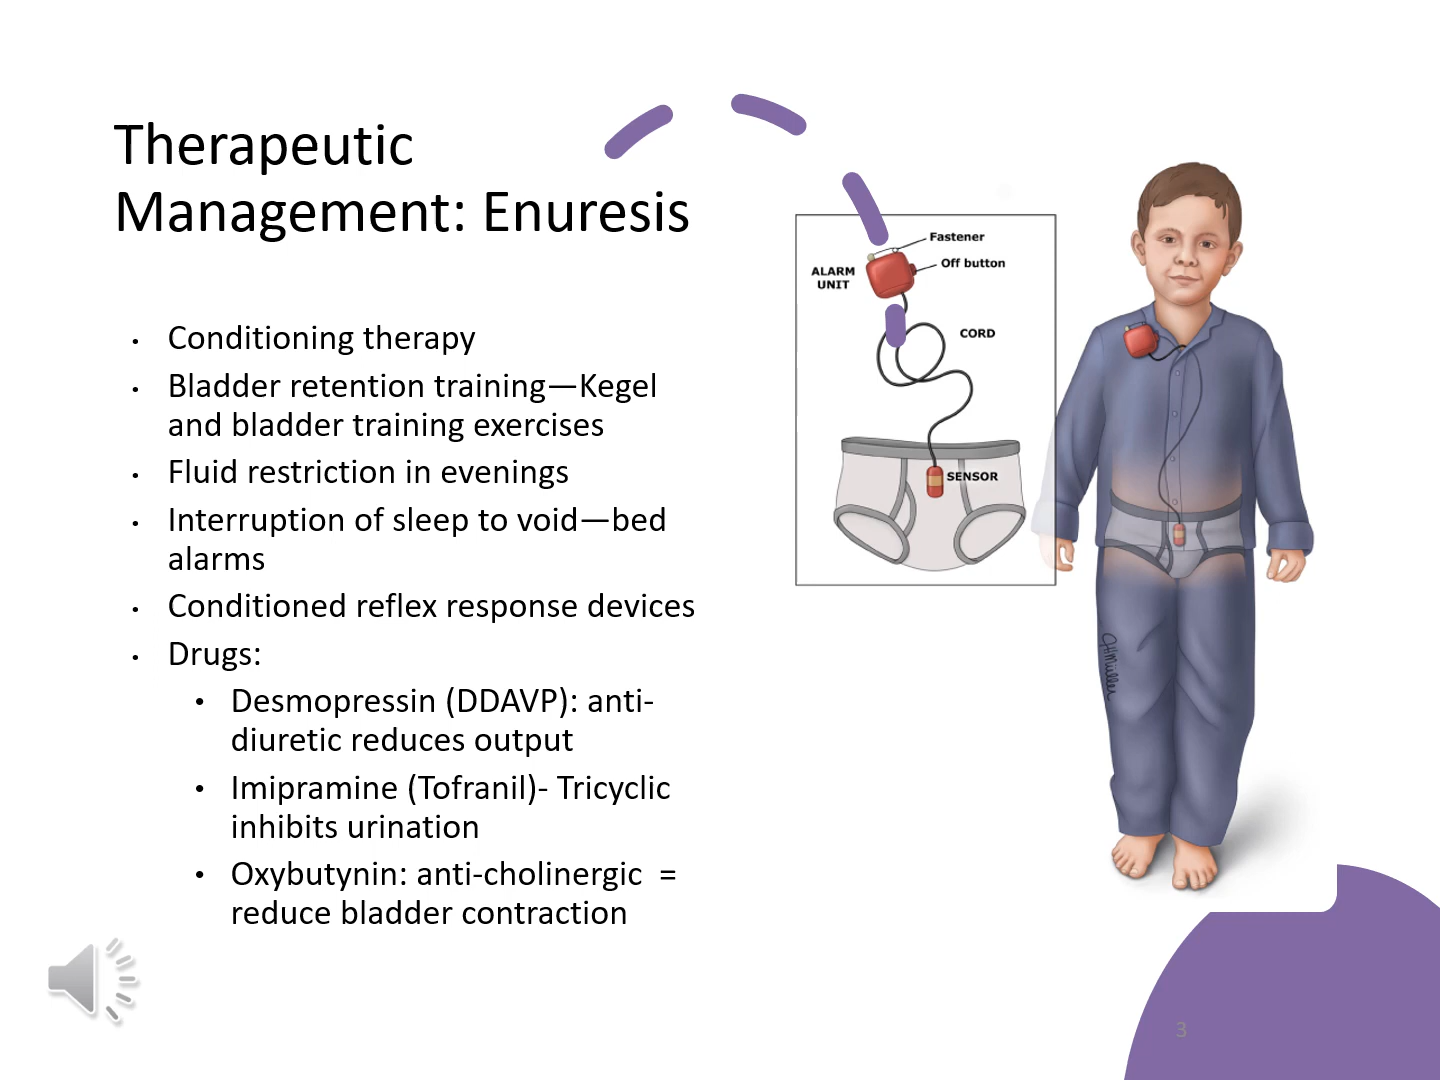 Therapeutic
Management: Enuresis
• Conditioning therapy
• Bladder retention training—Kegel
and bladder training exercises
• Fluid restriction in evenings
• Interruption of sleep to void—bed
alarms
• Conditioned reflex response devices
• Drugs:
• Desmopressin (DDAVP): anti-
diuretic reduces output
• Imipramine (Tofranil)- Tricyclic
inhibits urination
• Oxybutynin: anti-cholinergic  =
reduce bladder contraction
Fastener
Off button
ALARM
UNIT
CORD
SENSOR
3